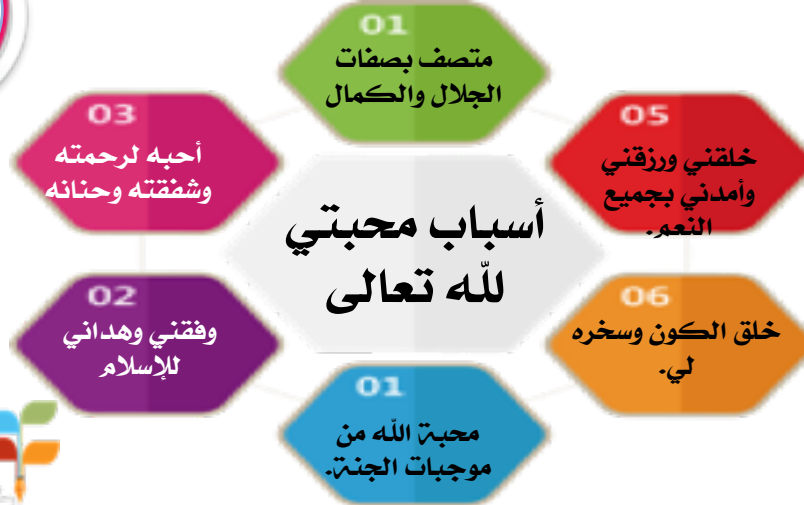 01
متصف بصفات
الجلال والكمال
05
خلقني ورزقني
وأمدني بجميع
النعم.
03
أحبه لرحمته
وشفقته وحنانه
أسباب محبتي
لله تعالى
06
خلق الكون وسخره
لي.
02
وفقني وهداني
للإسلام
01
محبة الله من
موجبات الجنة.